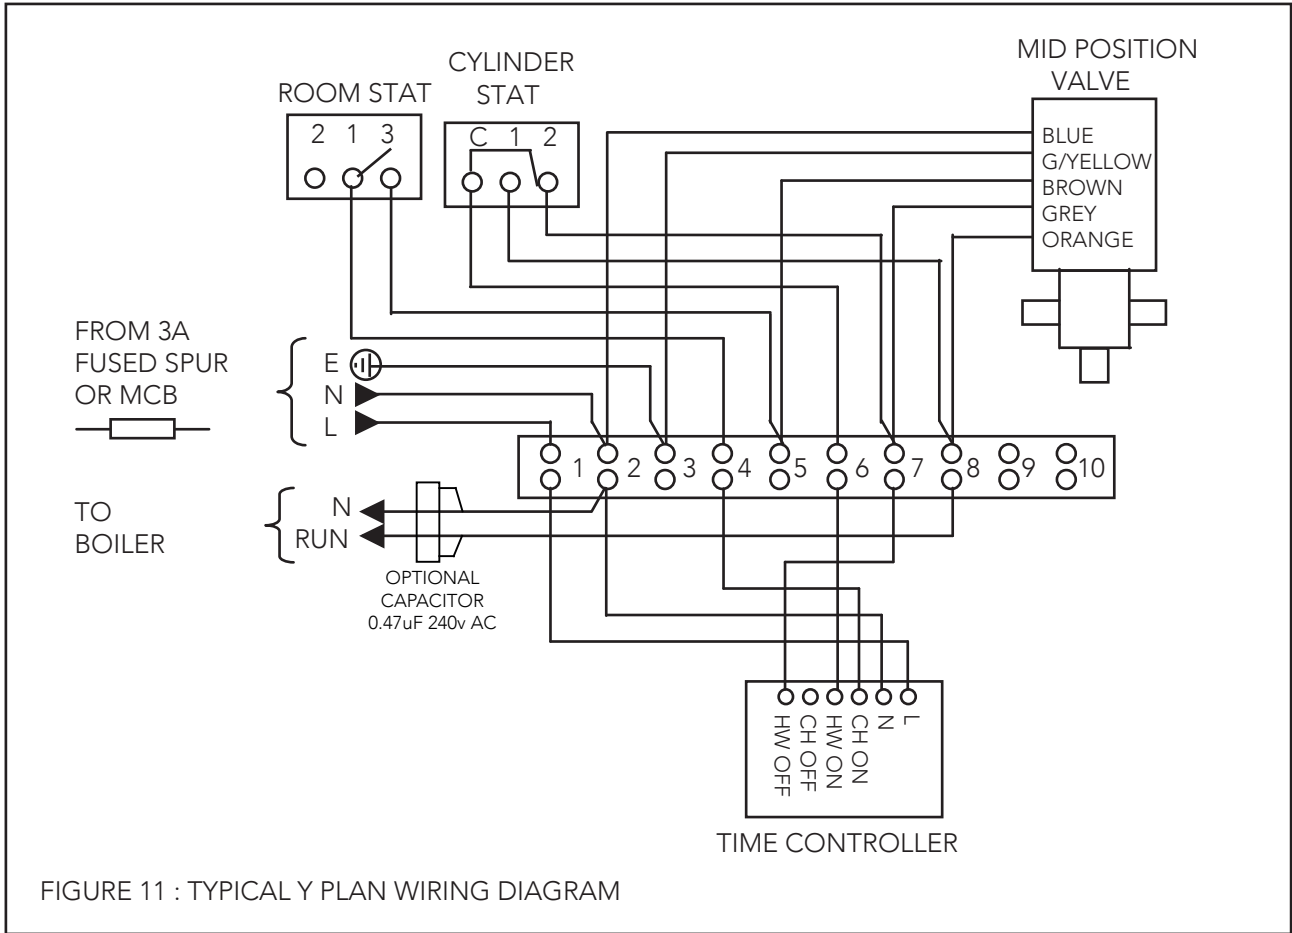 MID POSITION
VALVE
CYLINDER
STAT
ROOM STAT
2 1 3
C 1 2
BLUE
G/YELLOW
BROWN
GREY
ORANGE
FROM 3A
FUSED SPUR
OR MCB
E
N
L
1 2 3 4 5 6 7 8 9 10
TO
BOILER
N
RUN
OPTIONAL
CAPACITOR
0.47uF 240v AC
HW OFF
CH OFF
HW ON
CH ON
N
L
TIME CONTROLLER
FIGURE 11 : TYPICAL Y PLAN WIRING DIAGRAM